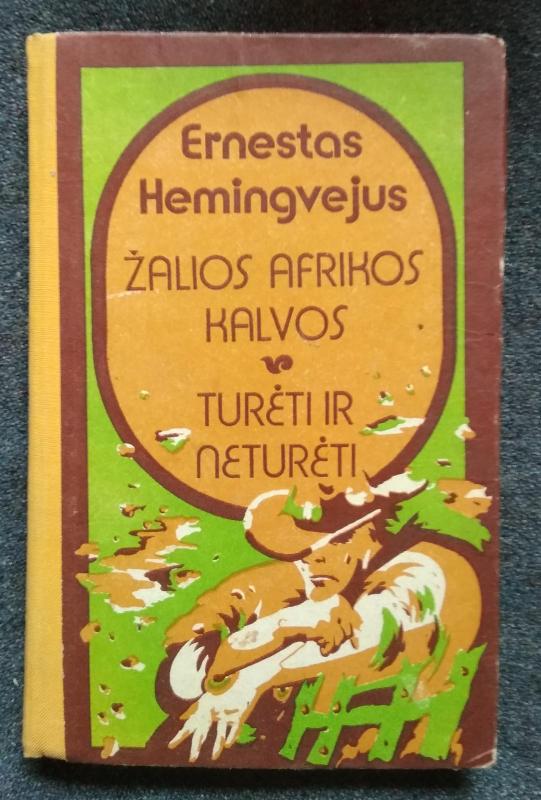 Ernestas
Hemingvejus
ŽALIOS AFRIKOS
KALVOS
TURĖTI IR
NETURĖTI